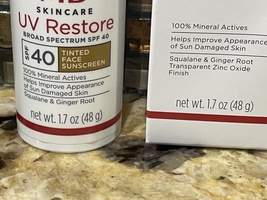 SKINCARE
UV Restore
BROAD SPECTRUM SPF 40
SPF 40
TINTED
FACE
SUNSCREEN
100% Mineral Actives
Helps Improve Appearance
of Sun Damaged Skin
Squalane & Ginger Root
net wt. 1.7 oz (48 g)
100% Mineral Actives
Helps Improve Appearance
of Sun Damaged Skin
Squalane & Ginger Root
Transparent Zinc Oxide
Finish
net wt. 1.7 oz (48 g)